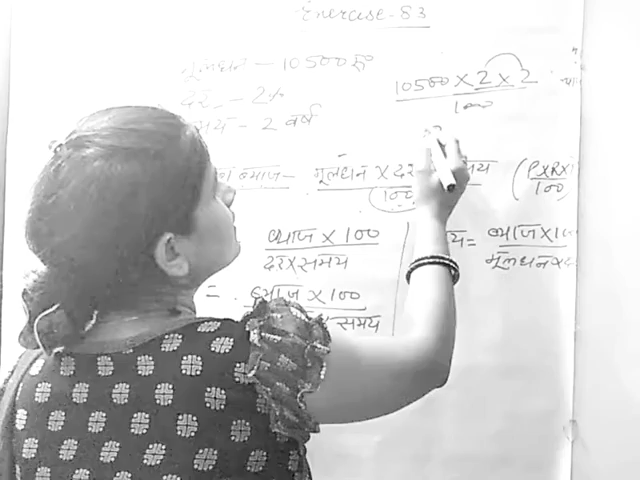 Exercise-83
मूलधन - 10500 रु०
दर - 2%
समय - 2 वर्ष
10500 × 2 × 2
100
ब्याज = मूलधन × दर × समय
100
(P×R×
100)
ब्याज × 100
दर × समय
= ब्याज × 100
समय
समय = ब्याज × 100
मूलधन × दर